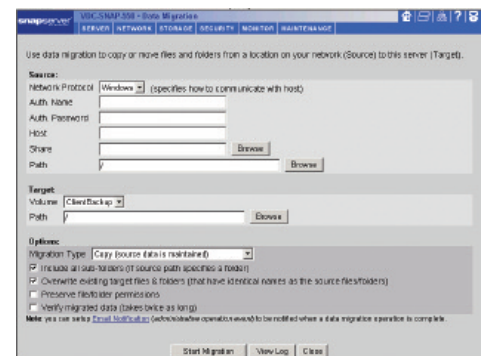 snapserver
VGC-SNAP-550 - Data Migration
SERVER NETWORK STORAGE SECURITY MONITOR MAINTENANCE
Use data migration to copy or move files and folders from a location on your network (Source) to this server (Target).
Source:
Network Protocol Windows (specifies how to communicate with host)
Auth. Name
Auth. Password
Host
Share Browse
Path / Browse
Target
Volume ClientBackup
Path / Browse
Options:
Migration Type Copy (source data is maintained)
Include all sub-folders (if source path specifies a folder)
Overwrite existing target files & folders (that have identical names as the source files/folders)
Preserve file/folder permissions
Verify migrated data (takes twice as long)
Note: you can setup Email Notification (administrative operation event) to be notified when a data migration operation is complete.
Start Migration View Log Close